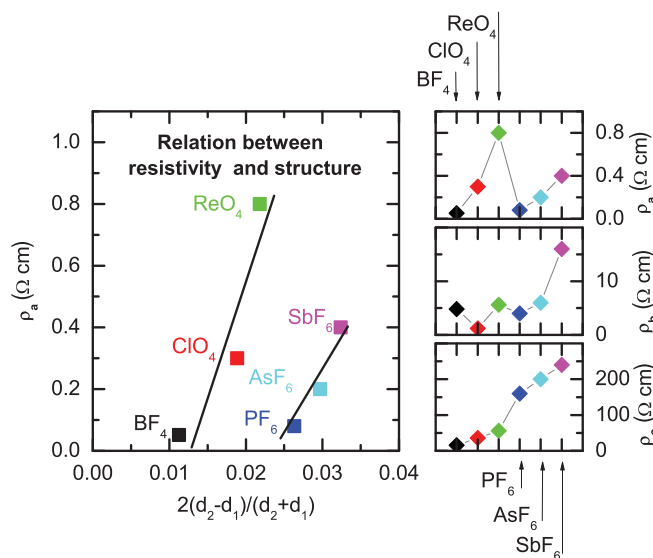 ReO₄
ClO₄
BF₄
Relation between
resistivity and structure
ReO₄
ClO₄
BF₄
SbF₆
AsF₆
PF₆
1.0
0.8
0.6
0.4
0.2
0.0
ρₐ (Ω cm)
0.00 0.01 0.02 0.03 0.04
2(d₂-d₁)/(d₂+d₁)
0.8
0.4
0.0
ρₐ (Ω cm)
10
0
(Ω cm)
200
100
0
(Ω cm)
PF₆
AsF₆
SbF₆